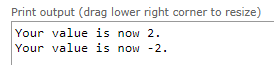 Print output (drag lower right corner to resize)
Your value is now 2.
Your value is now -2.